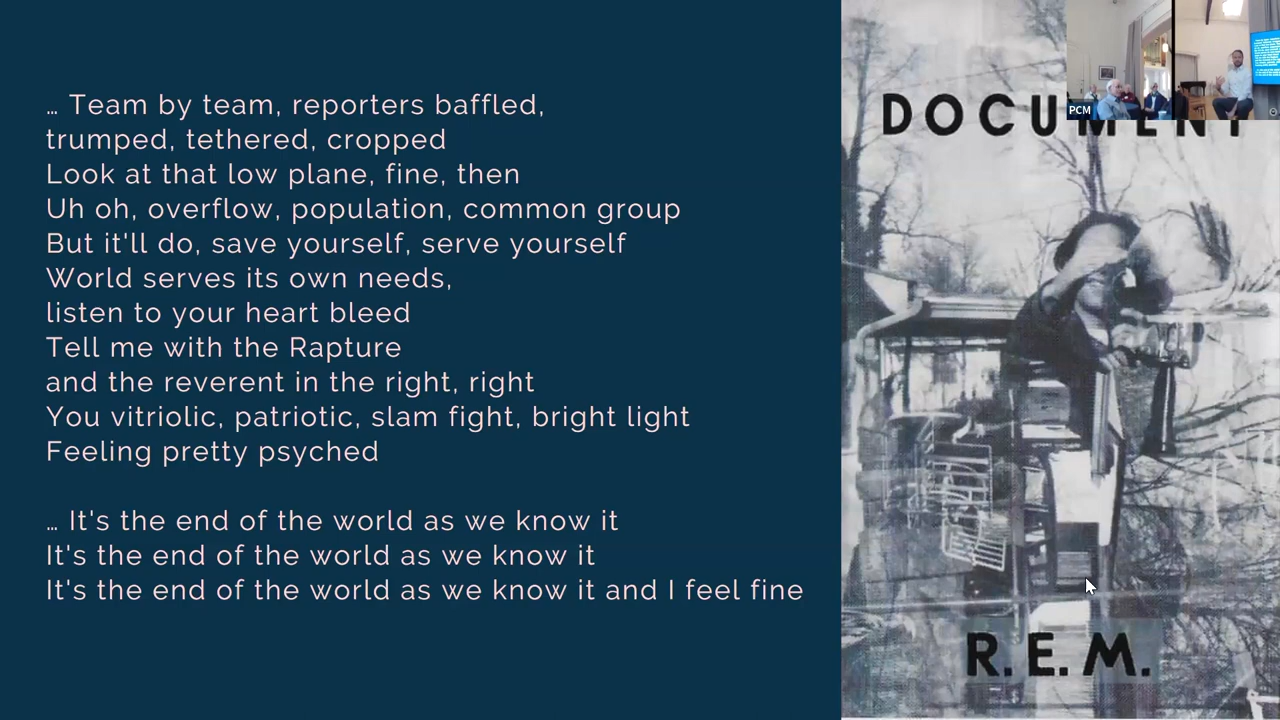 … Team by team, reporters baffled,
trumped, tethered, cropped
Look at that low plane, fine, then
Uh oh, overflow, population, common group
But it'll do, save yourself, serve yourself
World serves its own needs,
listen to your heart bleed
Tell me with the Rapture
and the reverent in the right, right
You vitriolic, patriotic, slam fight, bright light
Feeling pretty psyched
… It's the end of the world as we know it
It's the end of the world as we know it
It's the end of the world as we know it and I feel fine
PCM
DOCUMENT
R.E.M.